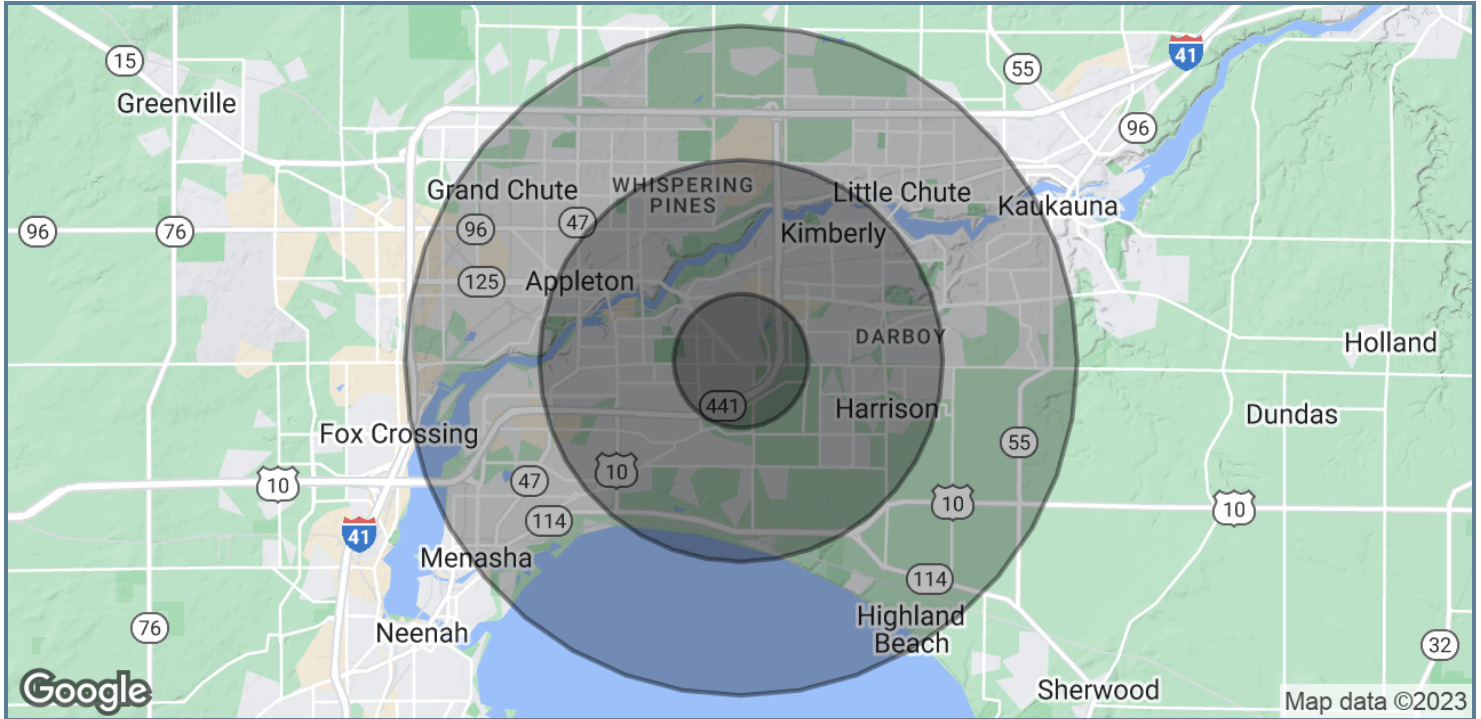 41
15
55
Greenville
96
WHISPERING
PINES
Grand Chute
Little Chute
Kaukauna
47
96
Kimberly
96
76
125
Appleton
DARBOY
Holland
441
Harrison
Dundas
Fox Crossing
55
10
47
10
10
10
114
41
Menasha
114
Highland
Beach
76
Neenah
32
Sherwood
Google
Map data ©2023